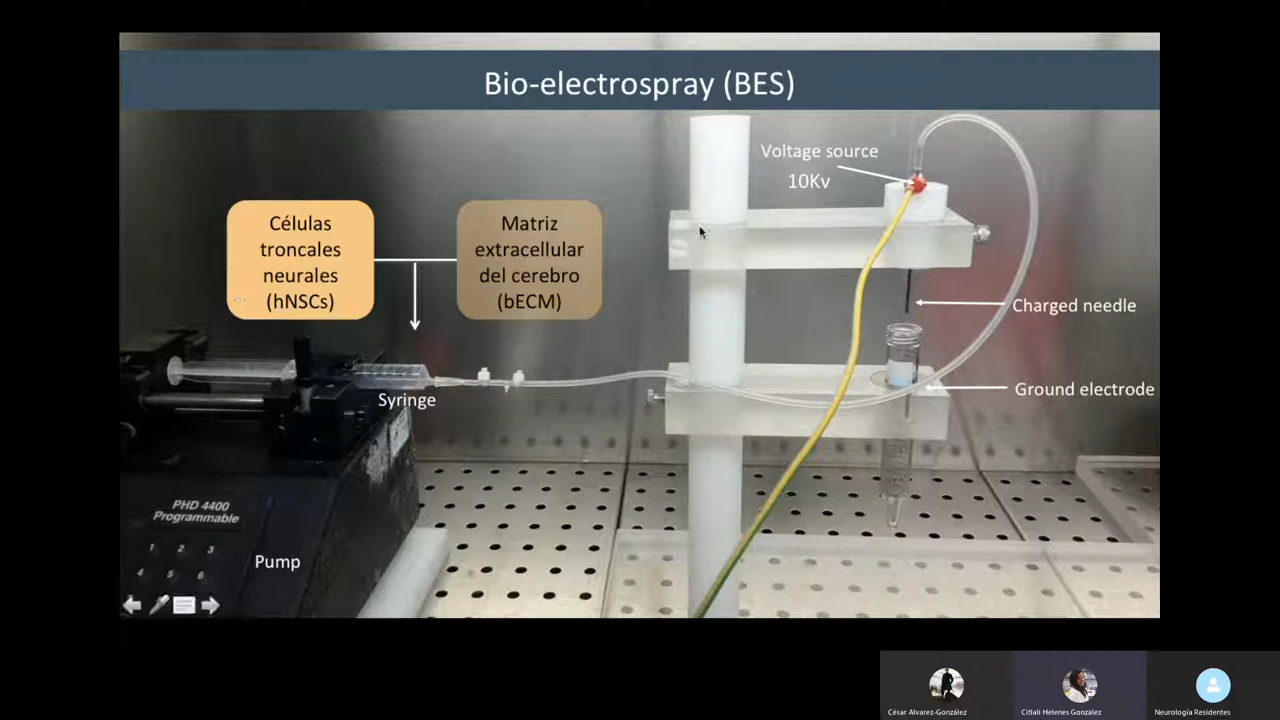 Bio-electrospray (BES)
Voltage source
10Kv
Células
troncales
neurales
(hNSCs)
Matriz
extracellular
del cerebro
(bECM)
Charged needle
Ground electrode
Syringe
PHD 4400
Programmable
1 2 3
4 5 6
Pump
César Alvarez-González
Citlali Helenes González
Neurología Residentes